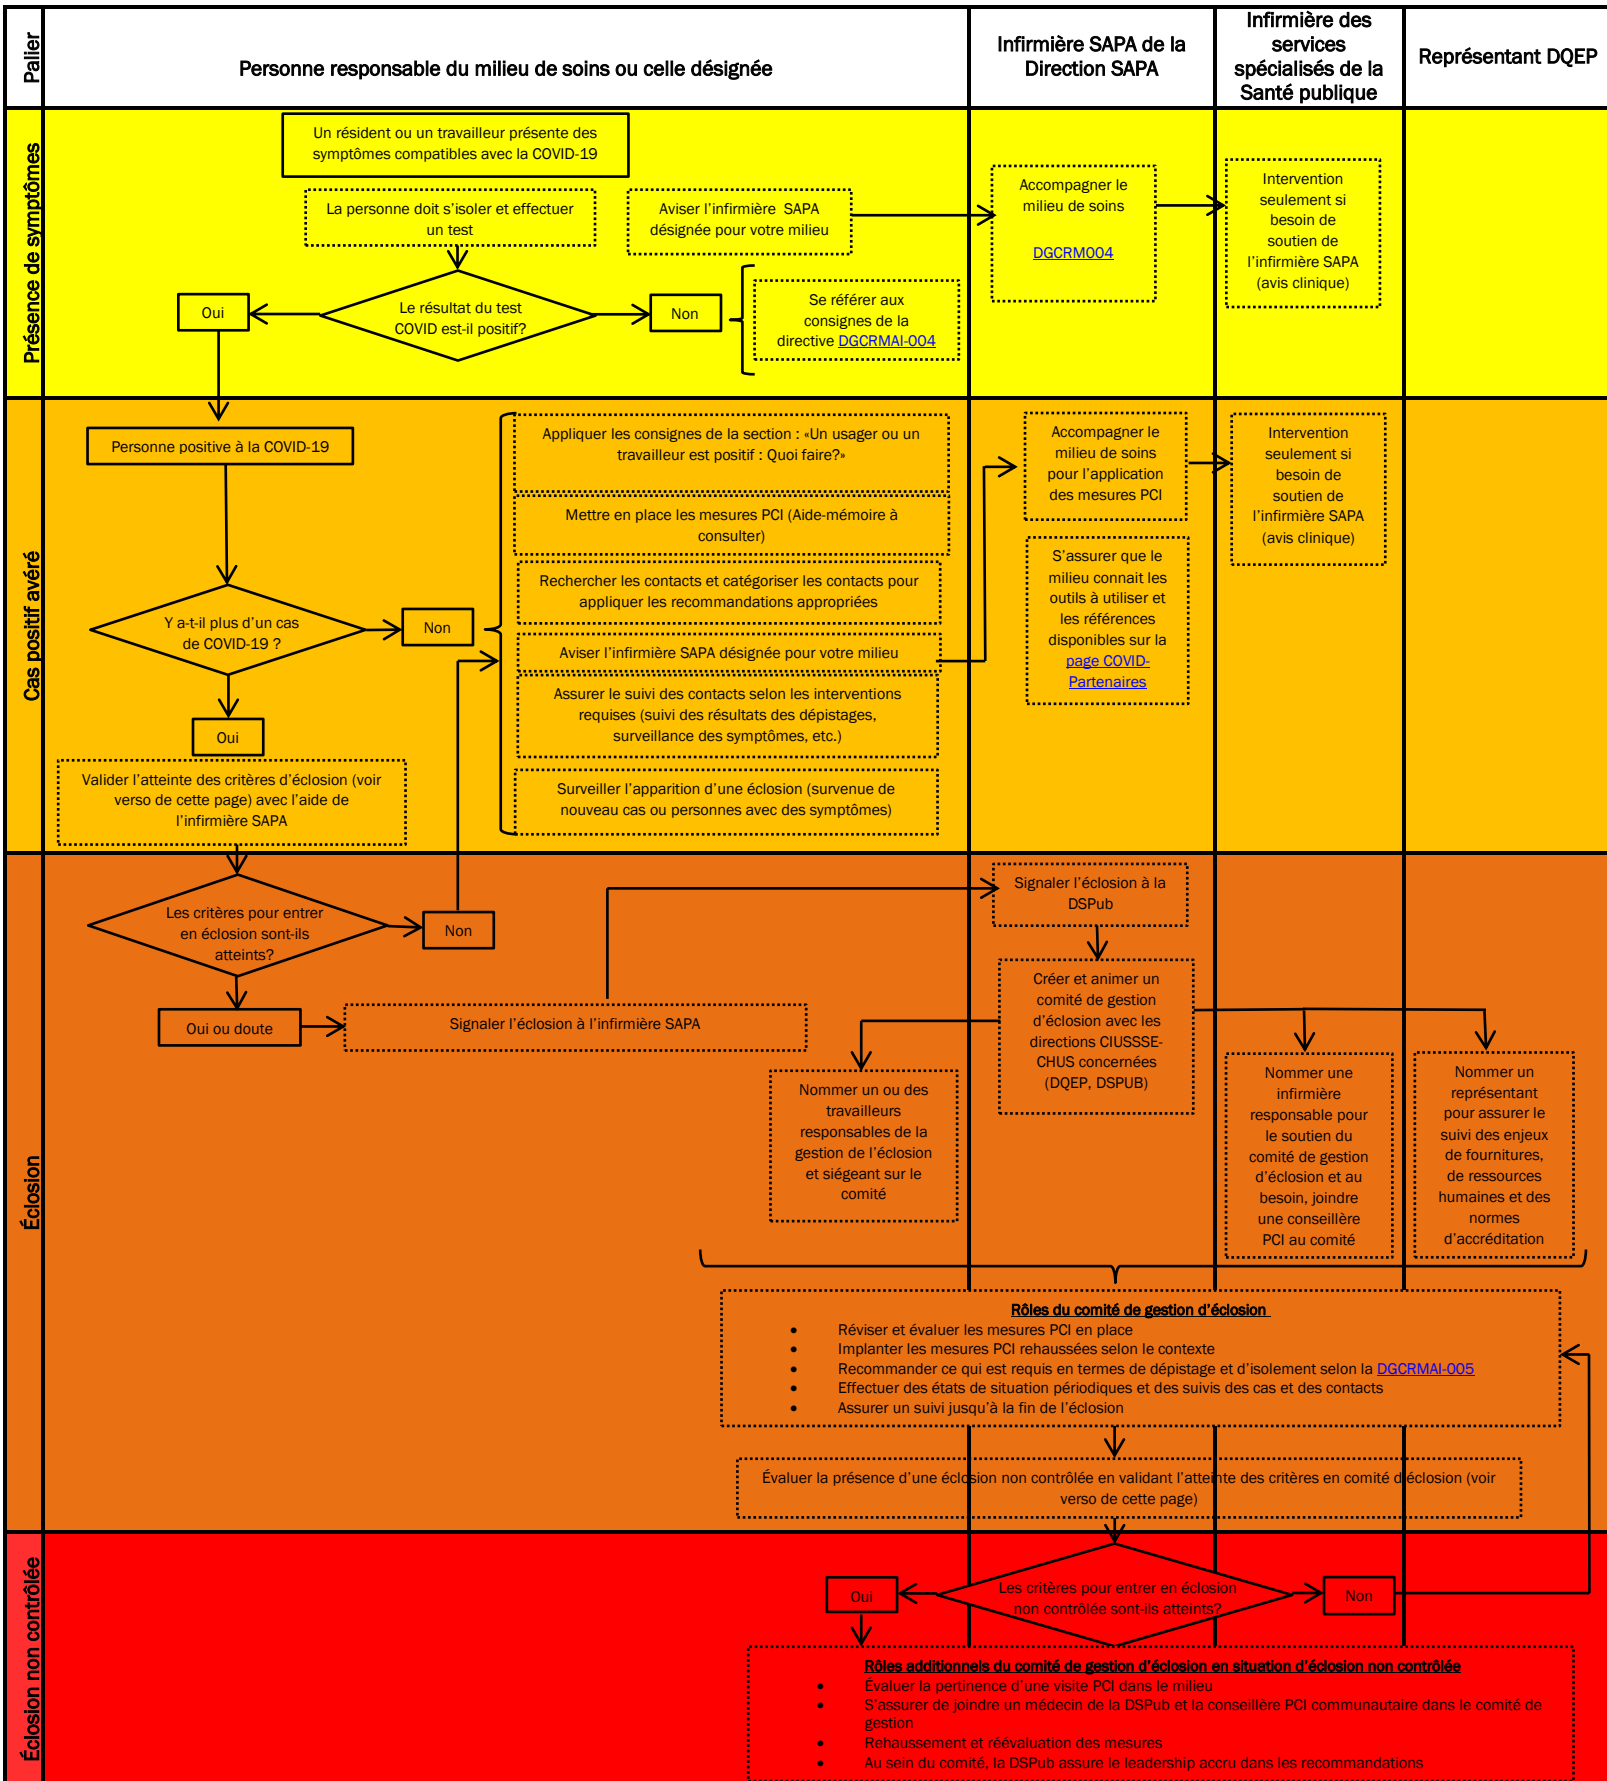 Palier
Personne responsable du milieu de soins ou celle désignée
Infirmière SAPA de la
Direction SAPA
Infirmière des
services
spécialisés de la
Santé publique
Représentant DQEP
Présence de symptômes
Un résident ou un travailleur présente des
symptômes compatibles avec la COVID-19
La personne doit s'isoler et effectuer
un test
Aviser l'infirmière SAPA
désignée pour votre milieu
Accompagner le
milieu de soins
DGCRM004
Intervention
seulement si
besoin de
soutien de
l'infirmière SAPA
(avis clinique)
Oui
Le résultat du test
COVID est-il positif?
Non
Se référer aux
consignes de la
directive DGCRMAI-004
Cas positif avéré
Personne positive à la COVID-19
Appliquer les consignes de la section : «Un usager ou un
travailleur est positif : Quoi faire?»
Mettre en place les mesures PCI (Aide-mémoire à
consulter)
Rechercher les contacts et catégoriser les contacts pour
appliquer les recommandations appropriées
Aviser l'infirmière SAPA désignée pour votre milieu
Assurer le suivi des contacts selon les interventions
requises (suivi des résultats des dépistages,
surveillance des symptômes, etc.)
Surveiller l'apparition d'une éclosion (survenue de
nouveau cas ou personnes avec des symptômes)
Accompagner le
milieu de soins
pour l'application
des mesures PCI
S'assurer que le
milieu connait les
outils à utiliser et
les références
disponibles sur la
page COVID-
Partenaires
Intervention
seulement si
besoin de
soutien de
l'infirmière SAPA
(avis clinique)
Y a-t-il plus d'un cas
de COVID-19 ?
Non
Oui
Valider l'atteinte des critères d'éclosion (voir
verso de cette page) avec l'aide de
l'infirmière SAPA
Éclosion
Les critères pour entrer
en éclosion sont-ils
atteints?
Non
Oui ou doute
Signaler l'éclosion à l'infirmière SAPA
Signaler l'éclosion à la
DSPub
Créer et animer un
comité de gestion
d'éclosion avec les
directions CIUSSSE-
CHUS concernées
(DQEP, DSPUB)
Nommer un ou des
travailleurs
responsables de la
gestion de l'éclosion
et siégeant sur le
comité
Nommer une
infirmière
responsable pour
le soutien du
comité de gestion
d'éclosion et au
besoin, joindre
une conseillère
PCI au comité
Nommer un
représentant
pour assurer le
suivi des enjeux
de fournitures,
de ressources
humaines et des
normes
d'accréditation
Rôles du comité de gestion d'éclosion
• Réviser et évaluer les mesures PCI en place
• Implanter les mesures PCI rehaussées selon le contexte
• Recommander ce qui est requis en termes de dépistage et d'isolement selon la DGCRMAI-005
• Effectuer des états de situation périodiques et des suivis des cas et des contacts
• Assurer un suivi jusqu'à la fin de l'éclosion
Évaluer la présence d'une éclosion non contrôlée en validant l'atteinte des critères en comité d'éclosion (voir
verso de cette page)
Éclosion non contrôlée
Oui
Les critères pour entrer en éclosion
non contrôlée sont-ils atteints?
Non
Rôles additionnels du comité de gestion d'éclosion en situation d'éclosion non contrôlée
• Évaluer la pertinence d'une visite PCI dans le milieu
• S'assurer de joindre un médecin de la DSPub et la conseillère PCI communautaire dans le comité de
gestion
• Rehaussement et réévaluation des mesures
• Au sein du comité, la DSPub assure le leadership accru dans les recommandations